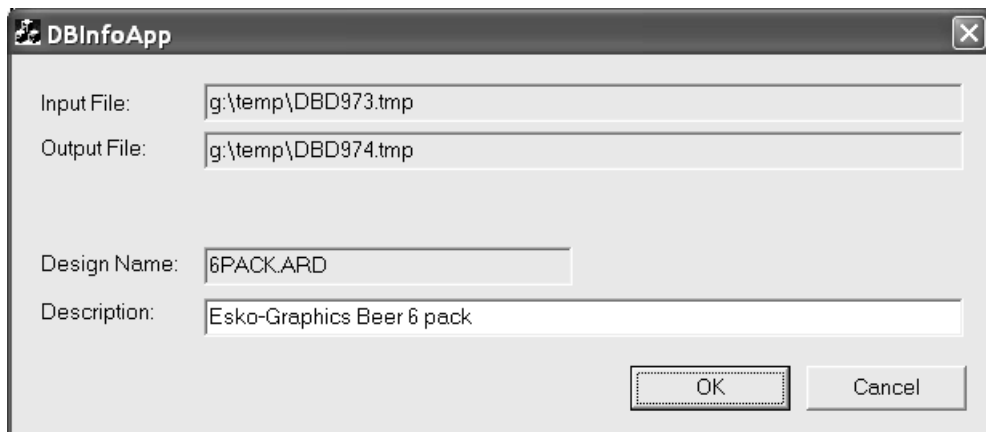 DBInfoApp
Input File: g:\temp\DBD973.tmp
Output File: g:\temp\DBD974.tmp
Design Name: 6PACK.ARD
Description: Esko-Graphics Beer 6 pack
OK Cancel